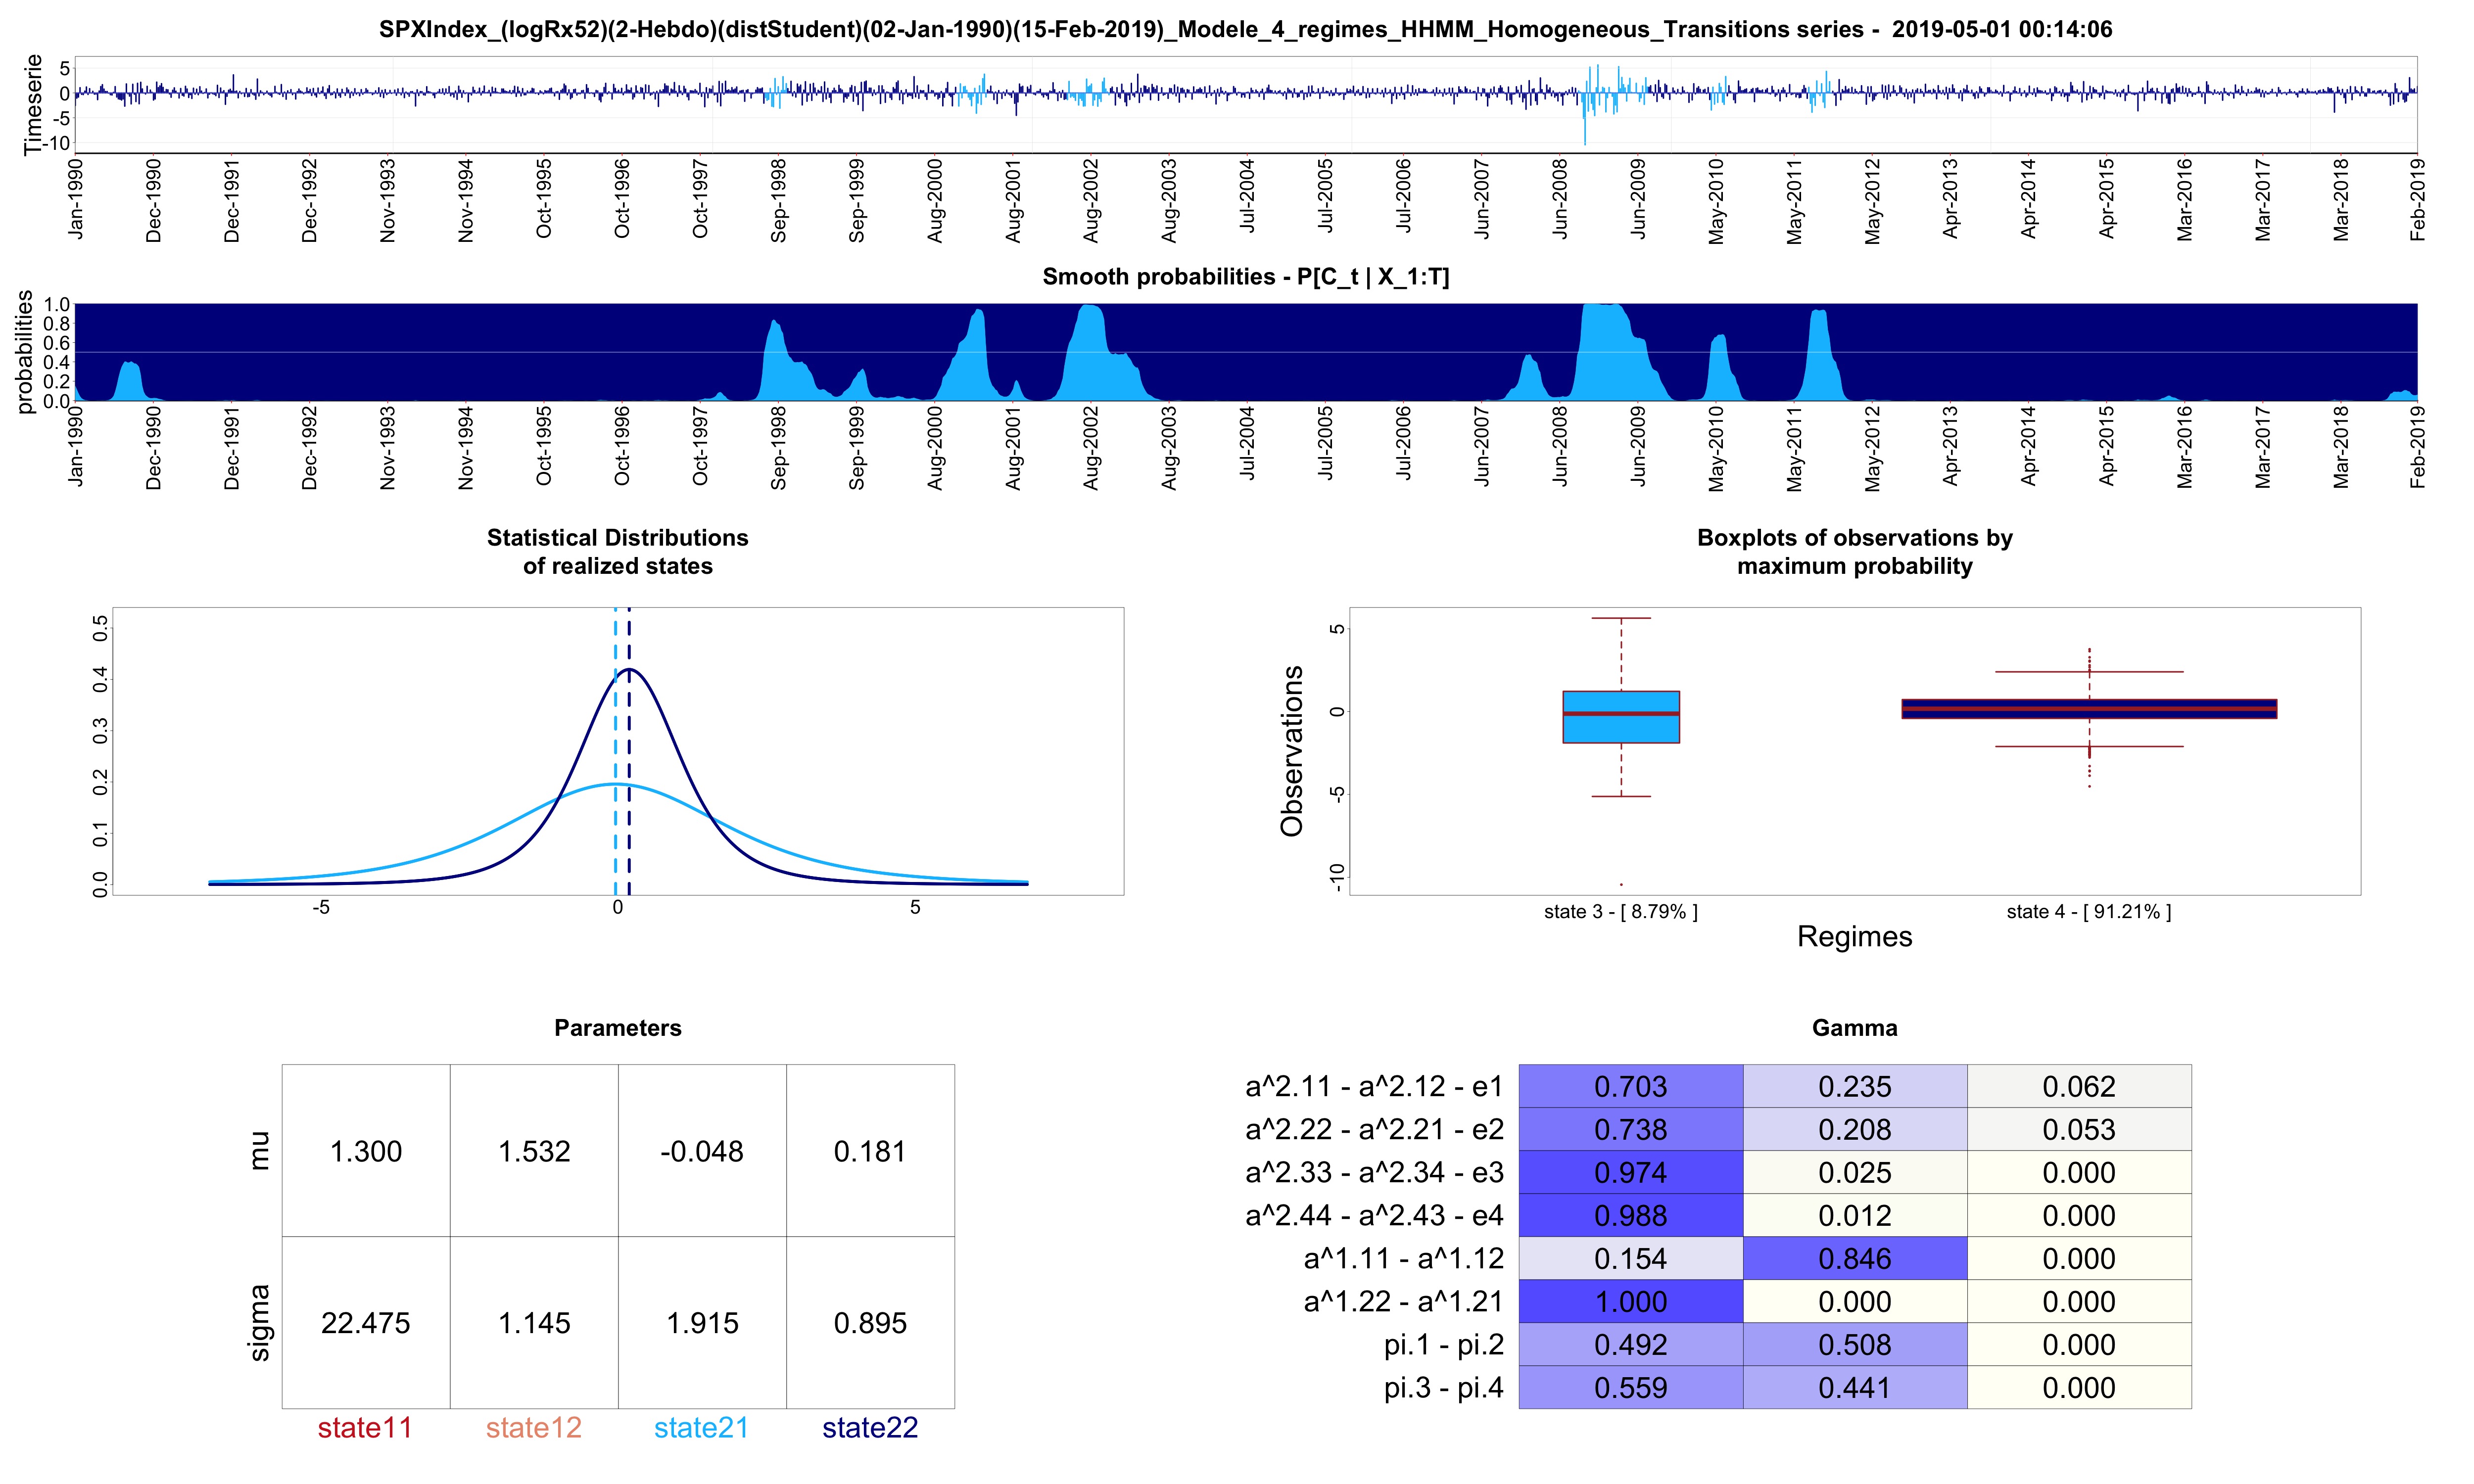 SPXIndex_(logRx52)(2-Hebdo)(distStudent)(02-Jan-1990)(15-Feb-2019)_Modele_4_regimes_HHMM_Homogeneous_Transitions series - 2019-05-01 00:14:06
Timeserie
5
0
-5
-10
Jan-1990 Dec-1990 Dec-1991 Dec-1992 Nov-1993 Nov-1994 Oct-1995 Oct-1996 Oct-1997 Sep-1998 Sep-1999 Aug-2000 Aug-2001 Aug-2002 Aug-2003 Jul-2004 Jul-2005 Jul-2006 Jun-2007 Jun-2008 Jun-2009 May-2010 May-2011 May-2012 Apr-2013 Apr-2014 Apr-2015 Mar-2016 Mar-2017 Mar-2018 Feb-2019
Smooth probabilities - P[C_t | X_1:T]
probabilities
1.0
0.8
0.6
0.4
0.2
0.0
Jan-1990 Dec-1990 Dec-1991 Dec-1992 Nov-1993 Nov-1994 Oct-1995 Oct-1996 Oct-1997 Sep-1998 Sep-1999 Aug-2000 Aug-2001 Aug-2002 Aug-2003 Jul-2004 Jul-2005 Jul-2006 Jun-2007 Jun-2008 Jun-2009 May-2010 May-2011 May-2012 Apr-2013 Apr-2014 Apr-2015 Mar-2016 Mar-2017 Mar-2018 Feb-2019
Statistical Distributions
of realized states
0.5
0.4
0.3
0.2
0.1
0.0
-5 0 5
Boxplots of observations by
maximum probability
Observations
5
0
-5
-10
state 3 - [ 8.79% ] state 4 - [ 91.21% ]
Regimes
Parameters
mu 1.300 1.532 -0.048 0.181
sigma 22.475 1.145 1.915 0.895
state11 state12 state21 state22
Gamma
a^2.11 - a^2.12 - e1 0.703 0.235 0.062
a^2.22 - a^2.21 - e2 0.738 0.208 0.053
a^2.33 - a^2.34 - e3 0.974 0.025 0.000
a^2.44 - a^2.43 - e4 0.988 0.012 0.000
a^1.11 - a^1.12 0.154 0.846 0.000
a^1.22 - a^1.21 1.000 0.000 0.000
pi.1 - pi.2 0.492 0.508 0.000
pi.3 - pi.4 0.559 0.441 0.000